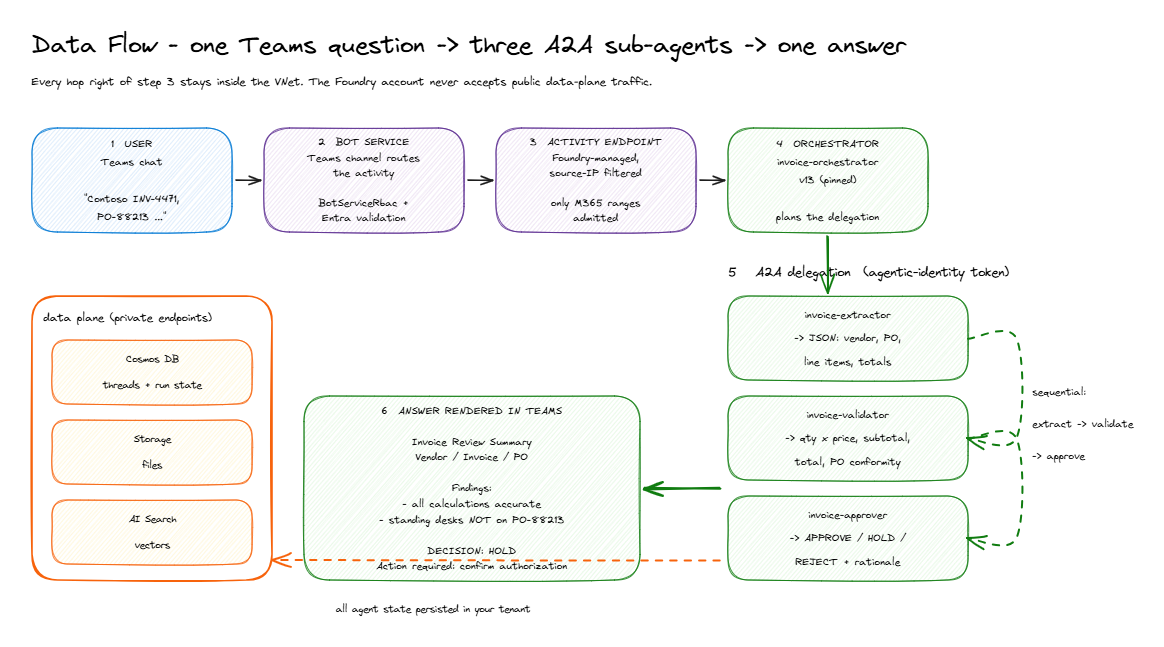 Data Flow - one Teams question -> three A2A sub-agents -> one answer
Every hop right of step 3 stays inside the VNet. The Foundry account never accepts public data-plane traffic.
1 USER
Teams chat
"Contoso INV-4471,
PO-88213 ..."
2 BOT SERVICE
Teams channel routes
the activity
BotServiceRbac +
Entra validation
3 ACTIVITY ENDPOINT
Foundry-managed,
source-IP filtered
only M365 ranges
admitted
4 ORCHESTRATOR
invoice-orchestrator
v13 (pinned)
plans the delegation
5 A2A delegation (agentic-identity token)
invoice-extractor
-> JSON: vendor, PO,
line items, totals
invoice-validator
-> qty x price, subtotal,
total, PO conformity
invoice-approver
-> APPROVE / HOLD /
REJECT + rationale
sequential:
extract -> validate
-> approve
data plane (private endpoints)
Cosmos DB
threads + run state
Storage
files
AI Search
vectors
6 ANSWER RENDERED IN TEAMS
Invoice Review Summary
Vendor / Invoice / PO
Findings:
- all calculations accurate
- standing desks NOT on PO-88213
DECISION: HOLD
Action required: confirm authorization
all agent state persisted in your tenant